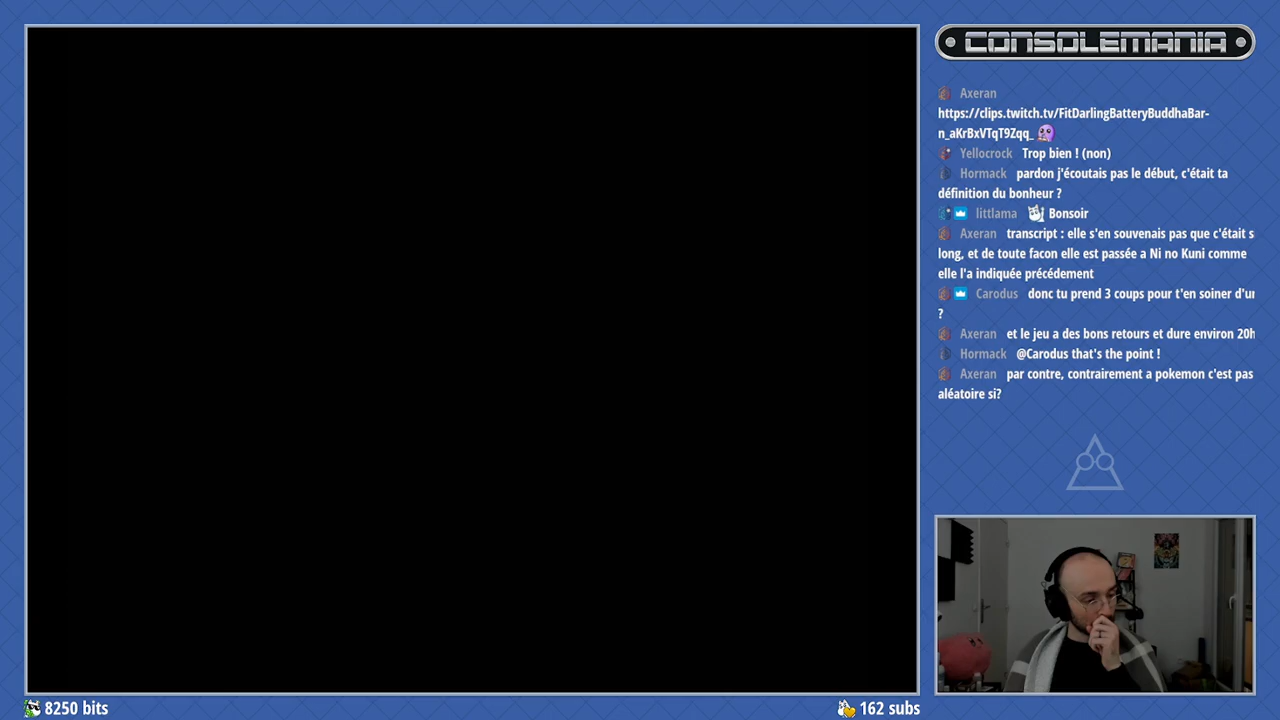 CONSOLEMANIA
Axeran
https://clips.twitch.tv/FitDarlingBatteryBuddhaBar-
n_aKrBxVTqT9Zqq_
Yellocrock Trop bien ! (non)
Hormack pardon j'écoutais pas le début, c'était ta
définition du bonheur ?
littlama Bonsoir
Axeran transcript : elle s'en souvenais pas que c'était s
long, et de toute facon elle est passée a Ni no Kuni comme
elle l'a indiquée précédement
Carodus donc tu prend 3 coups pour t'en soiner d'un
?
Axeran et le jeu a des bons retours et dure environ 20h
Hormack @Carodus that's the point !
Axeran par contre, contrairement a pokemon c'est pas
aléatoire si?
8250 bits
162 subs